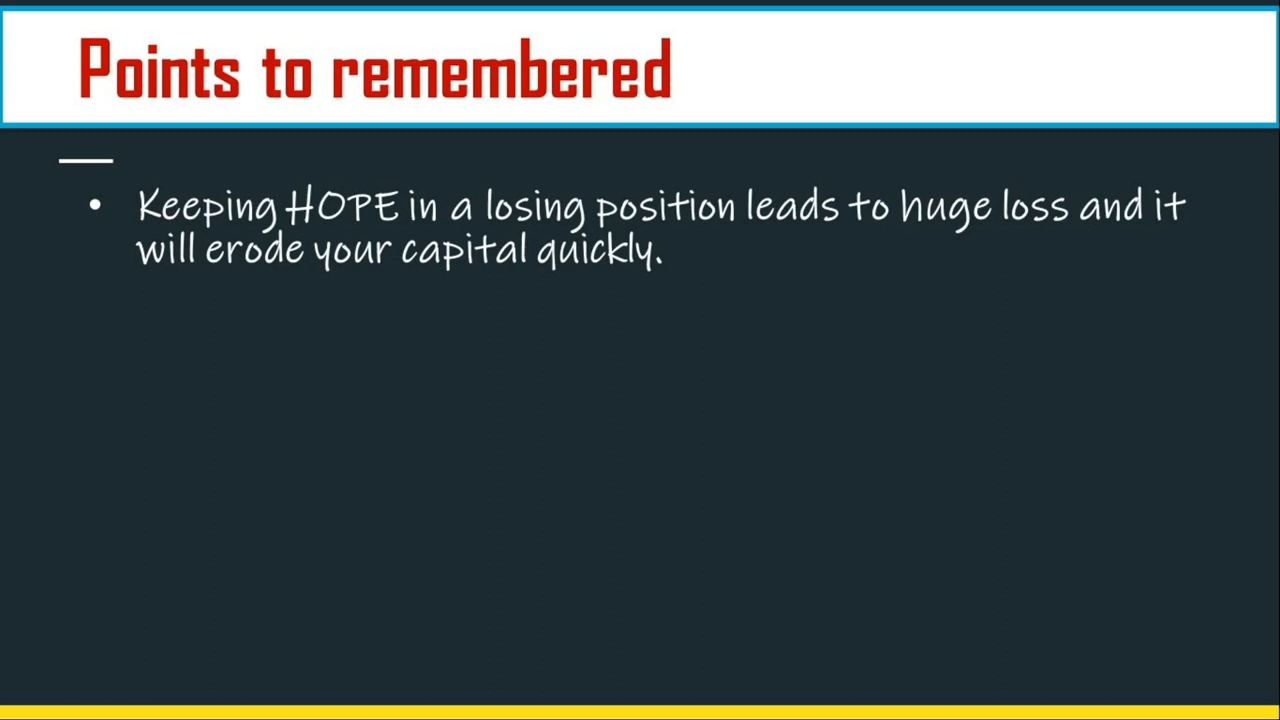 Points to remembered
• Keeping HOPE in a losing position leads to huge loss and it
will erode your capital quickly.